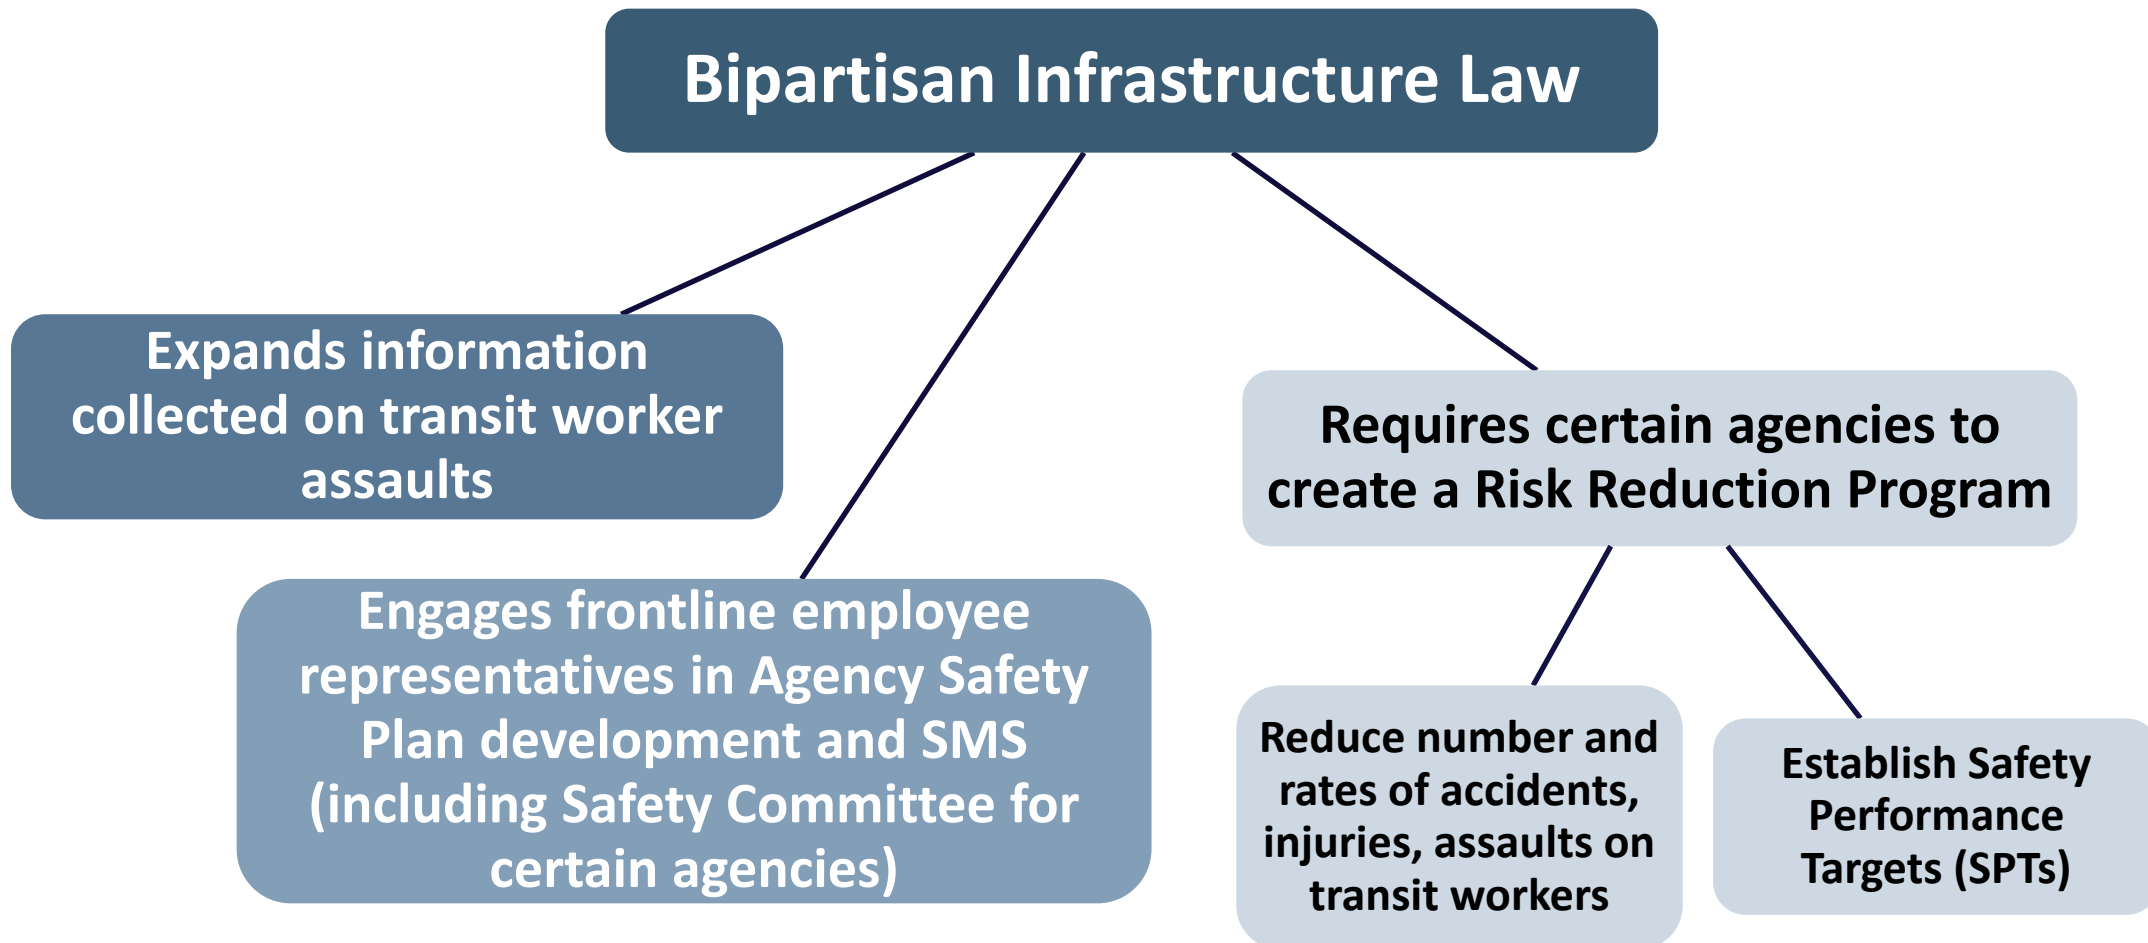 Bipartisan Infrastructure Law
Expands information
collected on transit worker
assaults
Engages frontline employee
representatives in Agency Safety
Plan development and SMS
(including Safety Committee for
certain agencies)
Requires certain agencies to
create a Risk Reduction Program
Reduce number and
rates of accidents,
injuries, assaults on
transit workers
Establish Safety
Performance
Targets (SPTs)